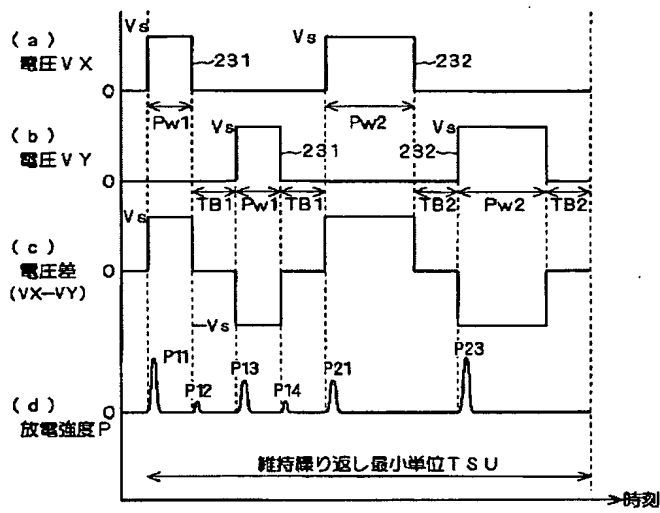 (a)
電圧VX
Vs
231
Vs
232
0
Pw1
Pw2
(b)
電圧VY
Vs
231
232
Vs
0
TB1
Pw1
TB1
TB2
Pw2
TB2
(c)
電圧差
(VX−VY)
Vs
0
−Vs
(d)
放電強度P
P11
P12
P13
P14
P21
P23
0
維持繰り返し最小単位TSU
時刻